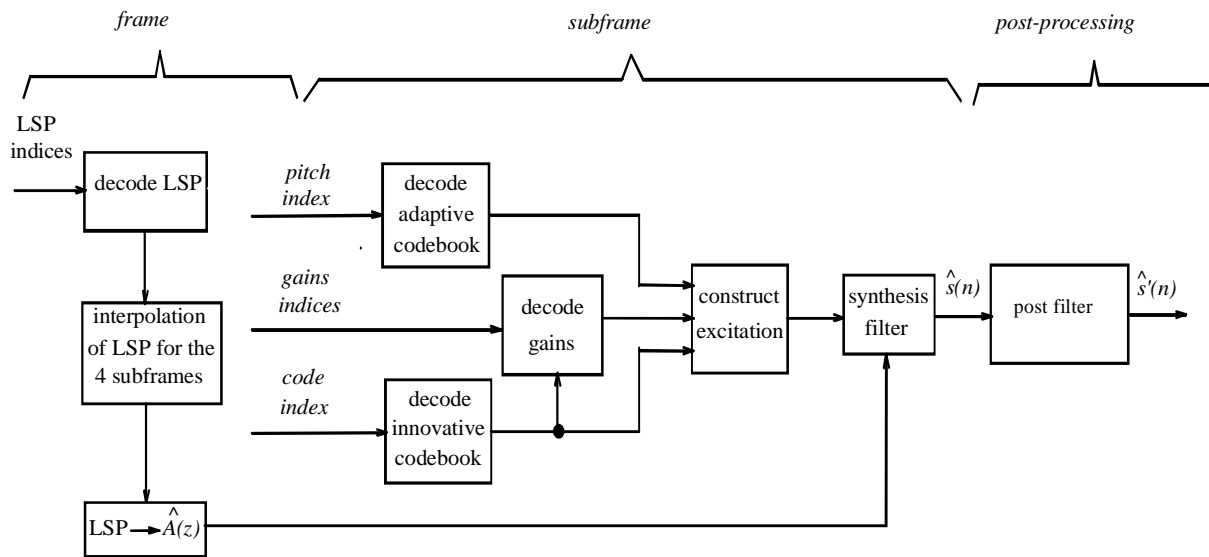 frame
subframe
post-processing
LSP
indices
decode LSP
interpolation
of LSP for the
4 subframes
LSP Â(z)
pitch
index
decode
adaptive
codebook
gains
indices
decode
gains
code
index
decode
innovative
codebook
construct
excitation
synthesis
filter
ŝ(n)
post filter
ŝ'(n)